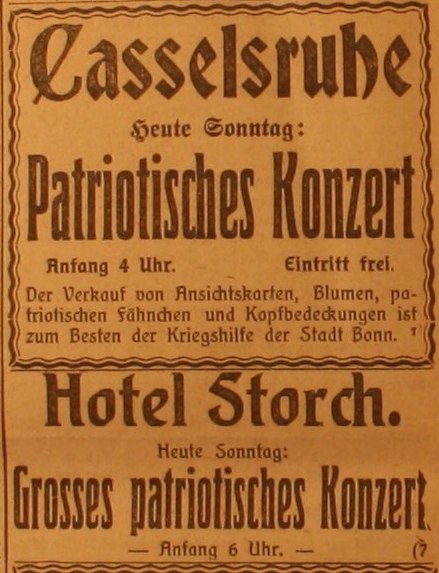 Casselsruhe
Heute Sonntag:
Patriotisches Konzert
Anfang 4 Uhr. Eintritt frei.
Der Verkauf von Ansichtskarten, Blumen, pa-
triotischen Fähnchen und Kopfbedeckungen ist
zum Besten der Kriegshilfe der Stadt Bonn.
Hotel Storch.
Heute Sonntag:
Grosses patriotisches Konzert
— Anfang 6 Uhr. — (7